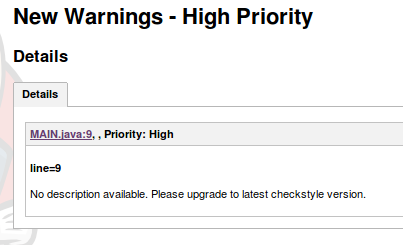 New Warnings - High Priority
Details
Details
MAIN.java:9, , Priority: High
line=9
No description available. Please upgrade to latest checkstyle version.